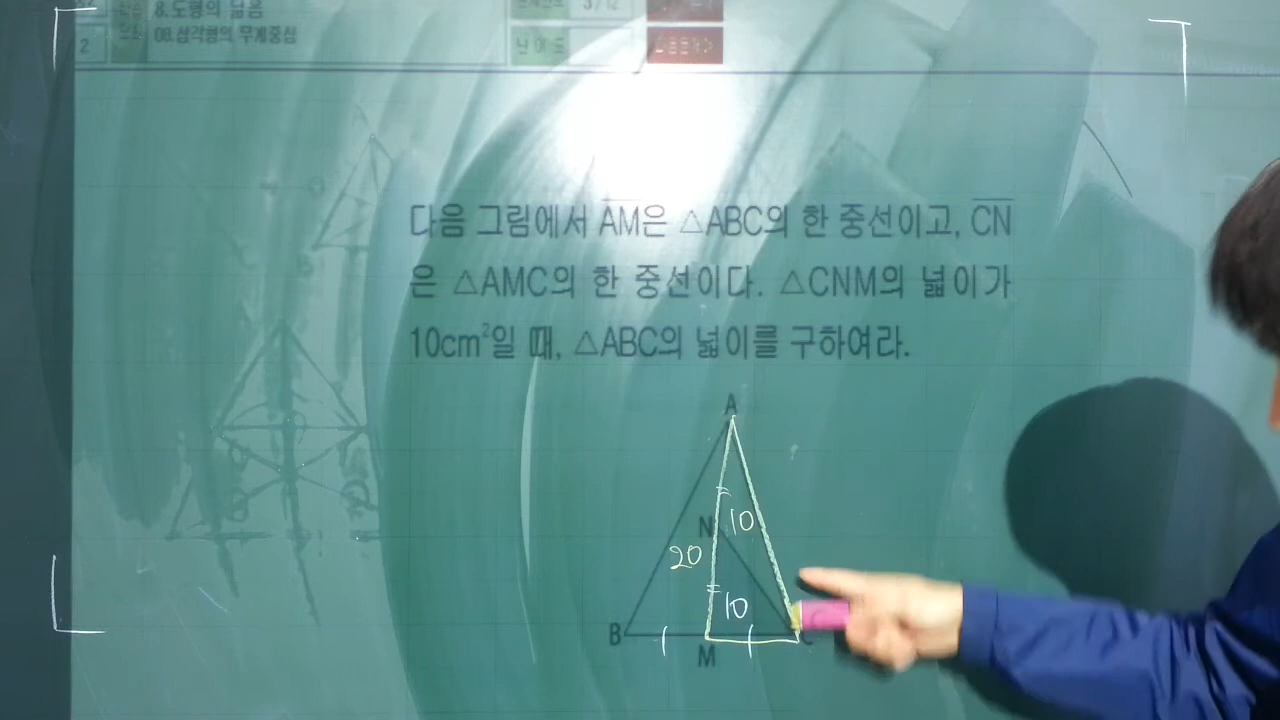 8.도형의 닮음
2
08.삼각형의 무게중심
난이도
다음 그림에서 AM은 △ABC의 한 중선이고, CN
은 △AMC의 한 중선이다. △CNM의 넓이가
10cm²일 때, △ABC의 넓이를 구하여라.
A
N
10
20
10
B
M
C